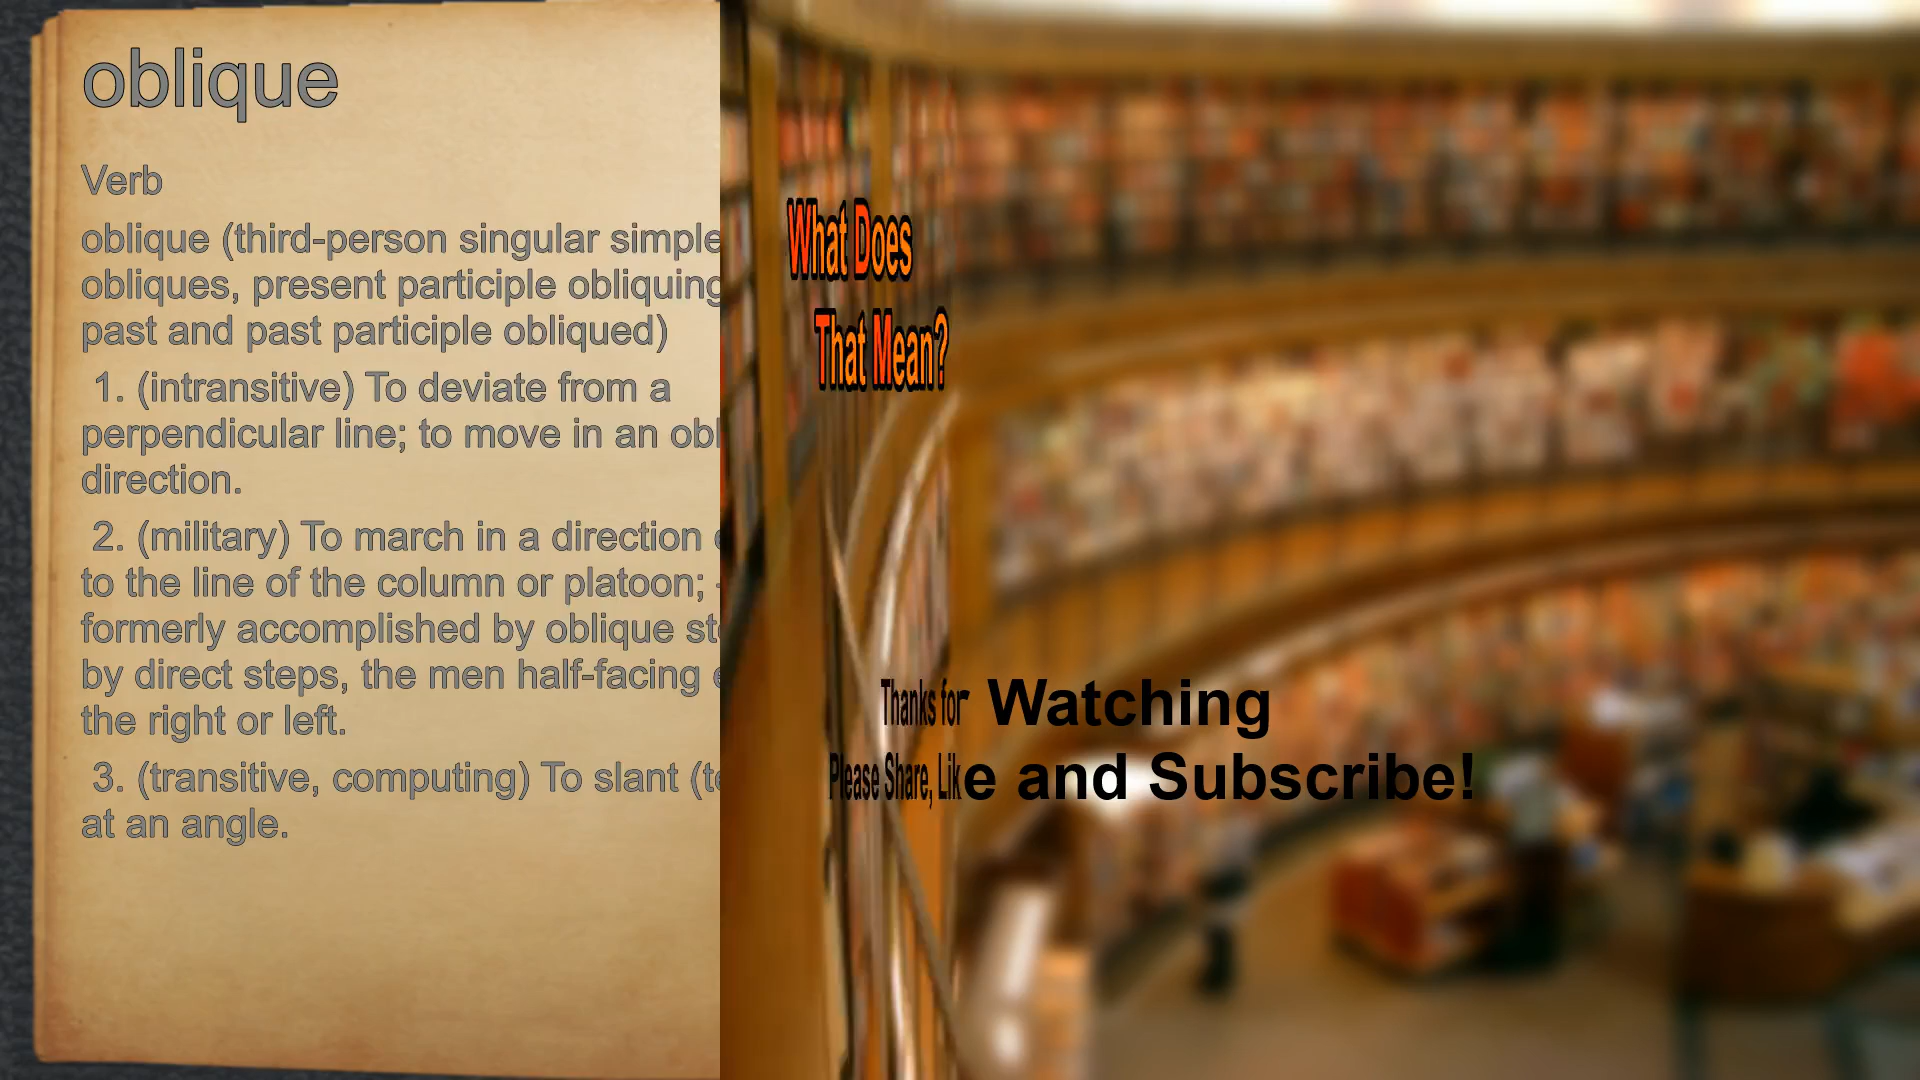 oblique
Verb
oblique (third-person singular simple
obliques, present participle obliquing
past and past participle obliqued)
1. (intransitive) To deviate from a
perpendicular line; to move in an
direction.
2. (military) To march in a direction
to the line of the column or platoon;
formerly accomplished by oblique
by direct steps, the men half-facing
the right or left.
3. (transitive, computing) To slant
at an angle.
What Does
That Mean?
Thanks for Watching
Please Share, Like and Subscribe!